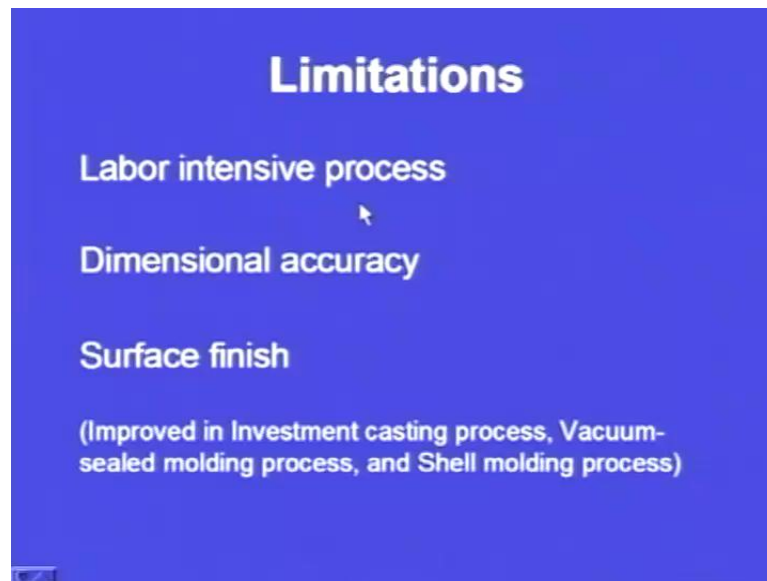 Limitations
Labor intensive process
Dimensional accuracy
Surface finish
(Improved in Investment casting process, Vacuum-
sealed molding process, and Shell molding process)